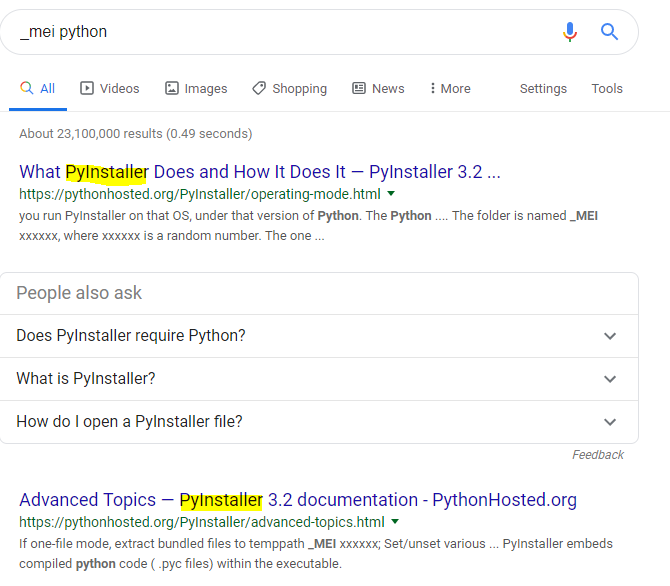 _mei python
All Videos Images Shopping News More Settings Tools
About 23,100,000 results (0.49 seconds)
What PyInstaller Does and How It Does It — PyInstaller 3.2 ...
https://pythonhosted.org/PyInstaller/operating-mode.html
you run PyInstaller on that OS, under that version of Python. The Python .... The folder is named _MEI
xxxxxx, where xxxxxx is a random number. The one ...
People also ask
Does PyInstaller require Python?
What is PyInstaller?
How do I open a PyInstaller file?
Feedback
Advanced Topics — PyInstaller 3.2 documentation - PythonHosted.org
https://pythonhosted.org/PyInstaller/advanced-topics.html
If one-file mode, extract bundled files to temppath _MEI xxxxxx; Set/unset various ... PyInstaller embeds
compiled python code ( .pyc files) within the executable.